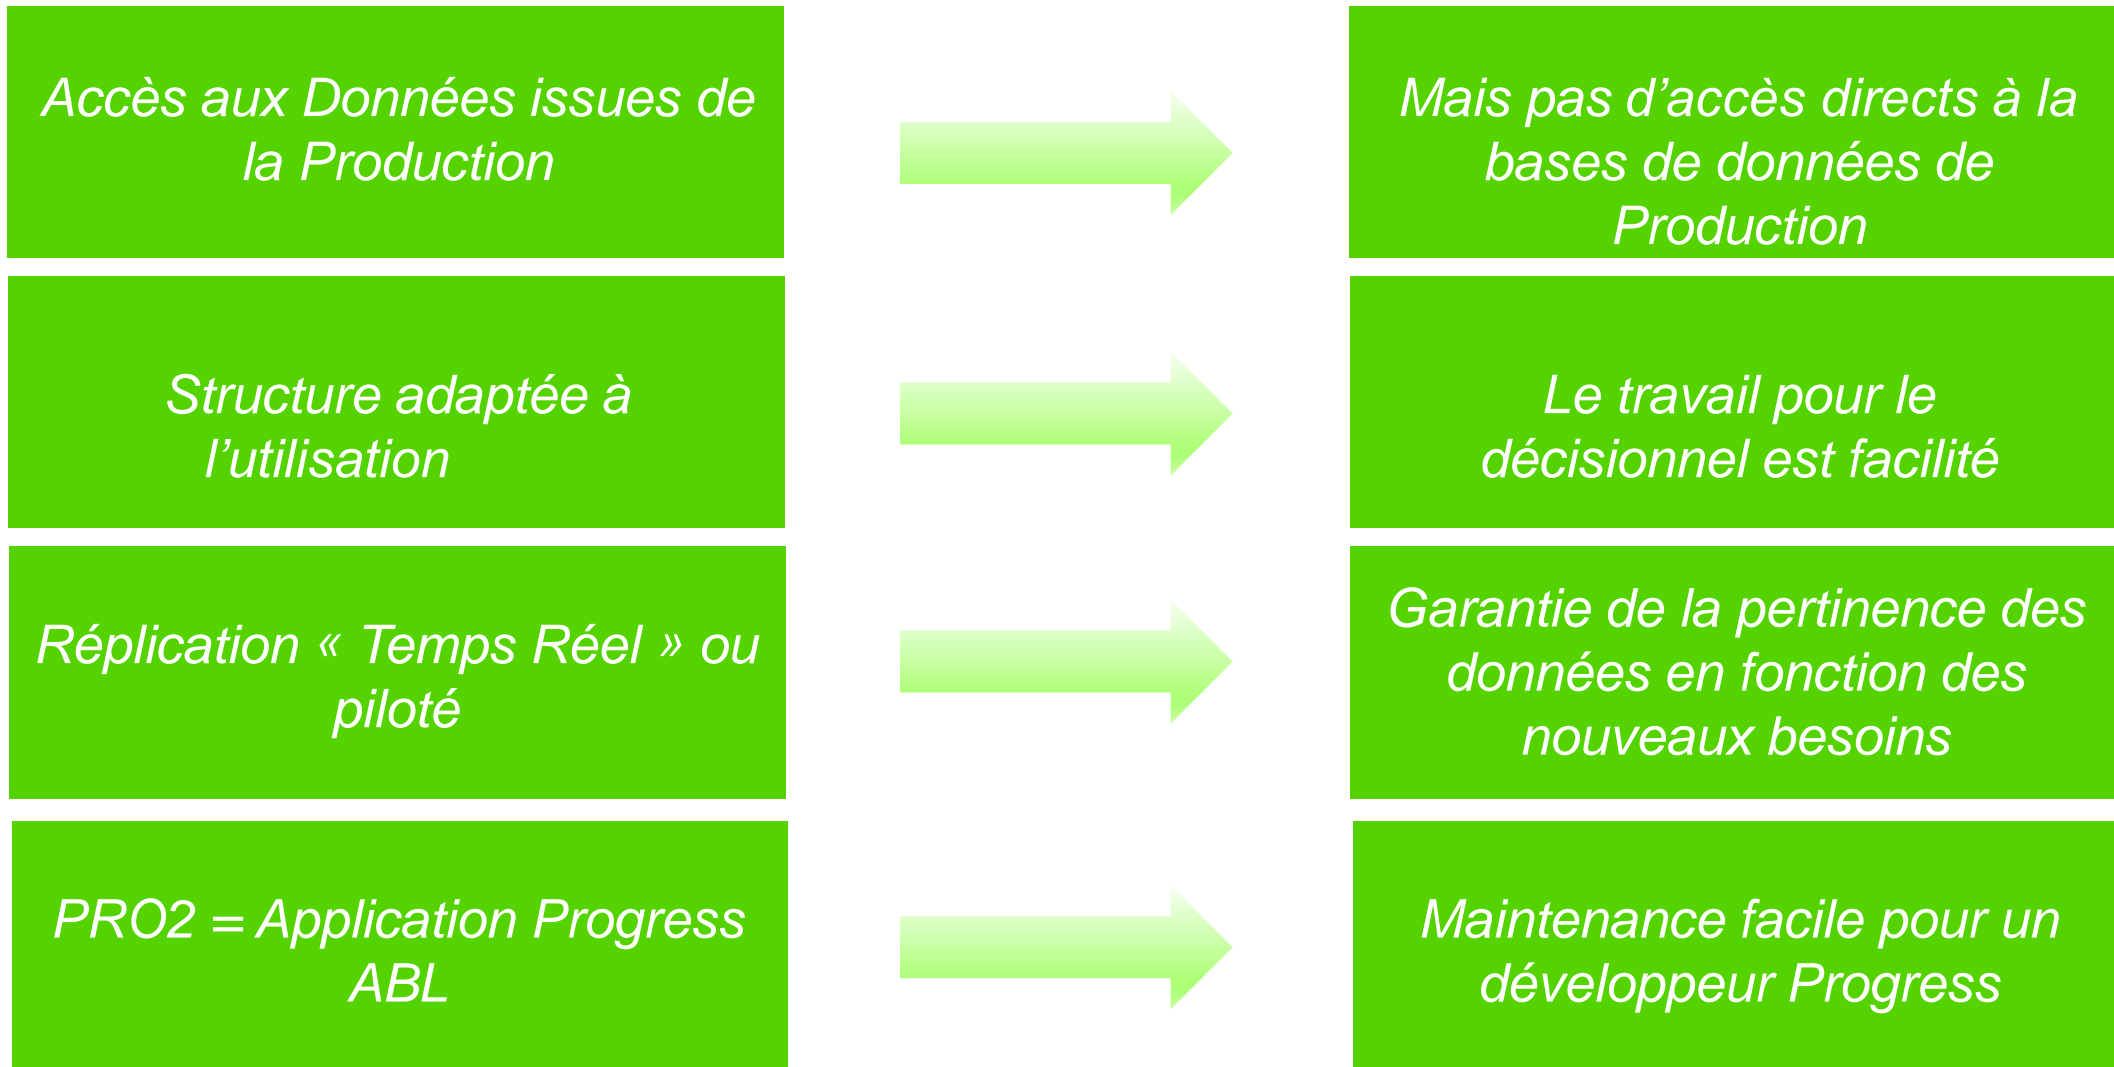 Accès aux Données issues de
la Production
Mais pas d’accès directs à la
bases de données de
Production
Structure adaptée à
l’utilisation
Le travail pour le
décisionnel est facilité
Réplication « Temps Réel » ou
piloté
Garantie de la pertinence des
données en fonction des
nouveaux besoins
PRO2 = Application Progress
ABL
Maintenance facile pour un
développeur Progress